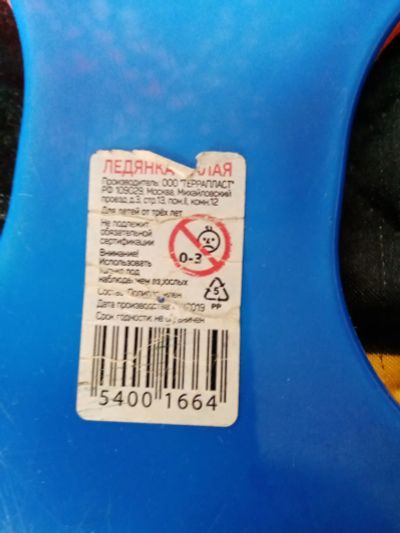 ЛЕДЯНКА
Производитель: ООО "ТЕРРАПЛАСТ"
РФ 109029, Москва, Михайловский
проезд д.3, стр.13, пом.II, комн.12
Для детей от трёх лет
Не подлежит
обязательной
сертификации
Внимание!
Использовать
под
наблюдением взрослых
0-3
5
PP
Дата производства 2019
Срок годности: не ограничен
5400 1664